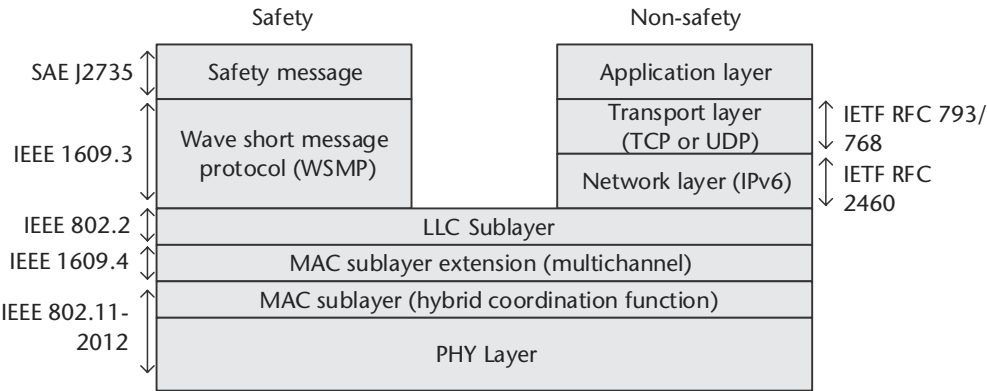 Safety
Non-safety
SAE J2735
Safety message
Application layer
IEEE 1609.3
Wave short message
protocol (WSMP)
Transport layer
(TCP or UDP)
IETF RFC 793/
768
Network layer (IPv6)
IETF RFC
2460
IEEE 802.2
LLC Sublayer
IEEE 1609.4
MAC sublayer extension (multichannel)
MAC sublayer (hybrid coordination function)
IEEE 802.11-
2012
PHY Layer